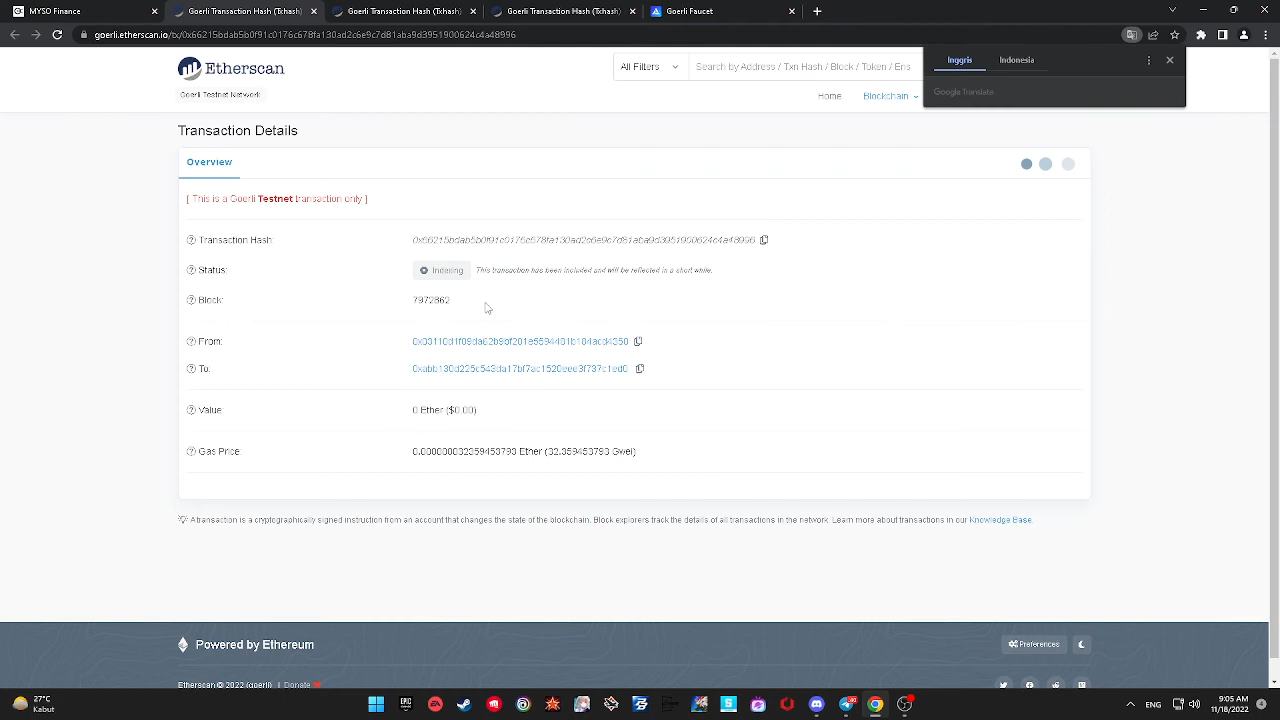 MYSO Finance
Goerli Transaction Hash (Txhash)
Goerli Transaction Hash (Txhash)
Goerli Transaction Hash (Txhash)
Goerli Faucet
Etherscan
Goerli Testnet Network
All Filters
Search by Address / Txn Hash / Block / Token / Ens
Home
Blockchain
Inggris
Indonesia
Google Translate
Transaction Details
Overview
[ This is a Goerli Testnet transaction only ]
Transaction Hash:
Status:
Indexing
This transaction has been included and will be reflected in a short while.
Block:
7972862
From:
To:
Value:
0 Ether ($0.00)
Gas Price:
A transaction is a cryptographically signed instruction from an account that changes the state of the blockchain. Block explorers track the details of all transactions in the network. Learn more about transactions in our Knowledge Base.
Powered by Ethereum
Preferences
Etherscan © 2022 (goerli) | Donate
27°C
Kabut
9:05 AM
11/18/2022